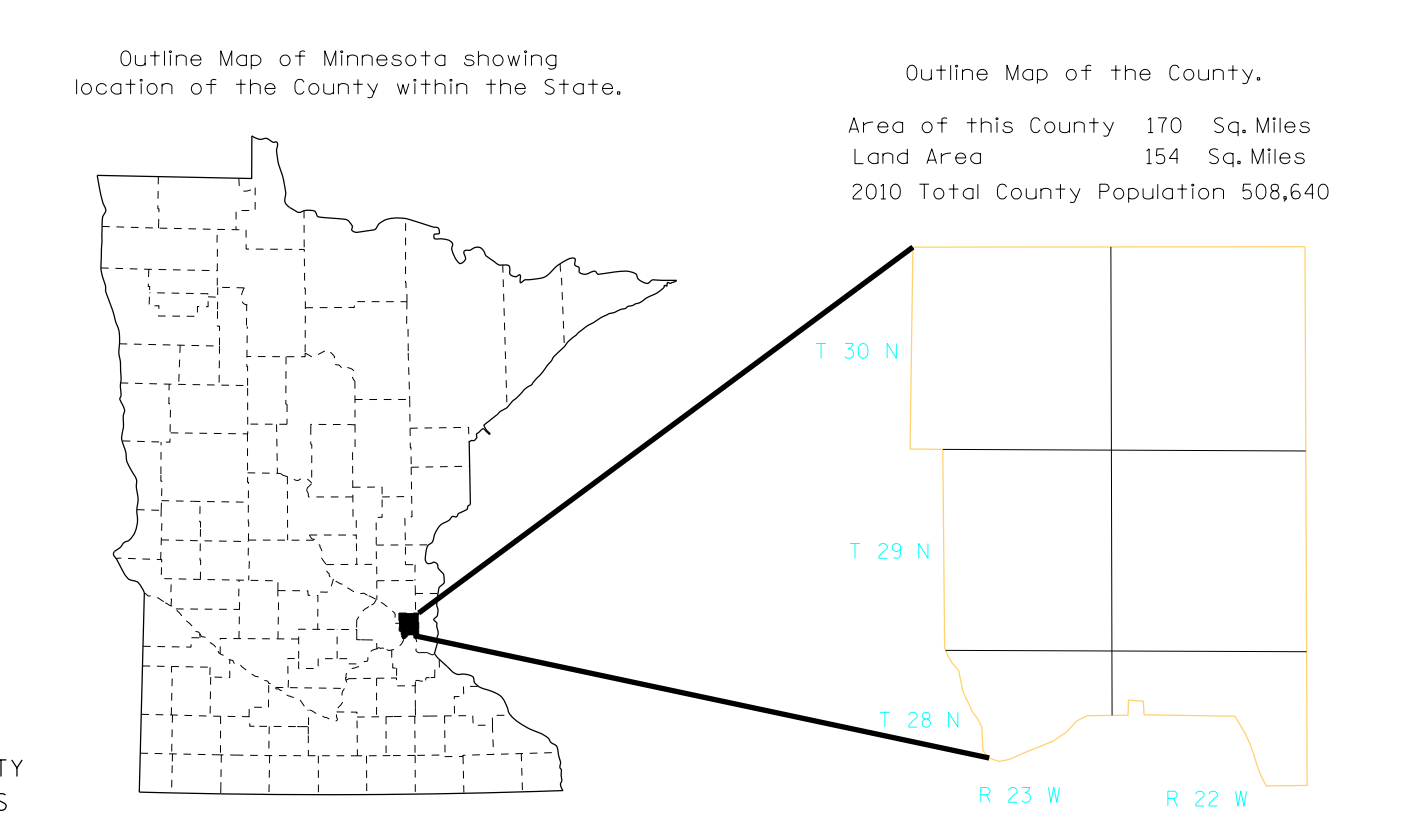 Outline Map of Minnesota showing
location of the County within the State.
Outline Map of the County.
Area of this County 170 Sq. Miles
Land Area 154 Sq. Miles
2010 Total County Population 508,640
T 30 N
T 29 N
T 28 N
R 23 W
R 22 W
TY
S